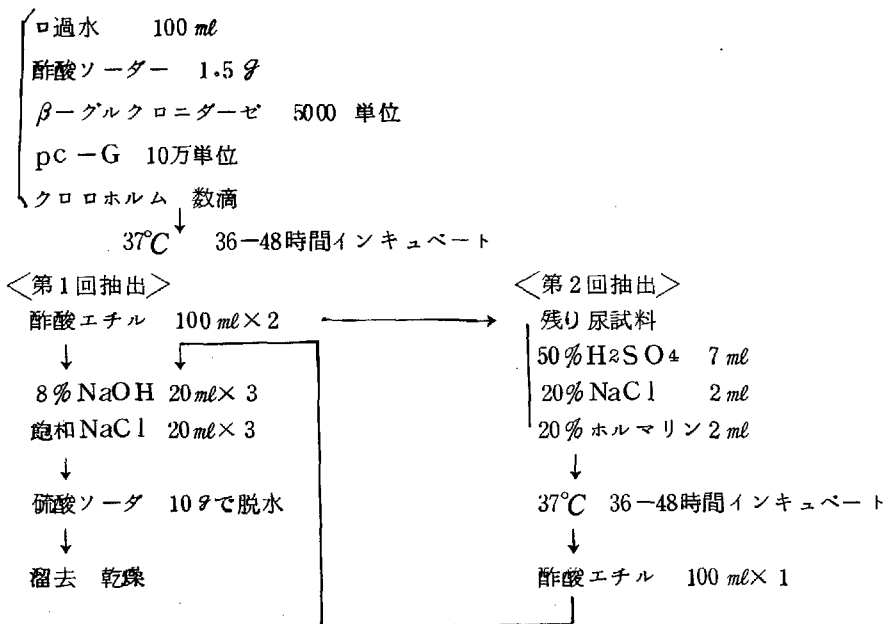 口過水 100 ml
酢酸ソーダー 1.5 g
β−グルクロニダーゼ 5000 単位
pc−G 10万単位
クロロホルム 数滴
37℃ 36−48時間インキュベート
<第1回抽出>
酢酸エチル 100 ml×2
8%NaOH 20ml×3
飽和NaCl 20ml×3
硫酸ソーダ 10gで脱水
溜去 乾燥
<第2回抽出>
残り尿試料
50%H2SO4 7 ml
20%NaCl 2 ml
20%ホルマリン 2 ml
37℃ 36−48時間インキュベート
酢酸エチル 100 ml×1